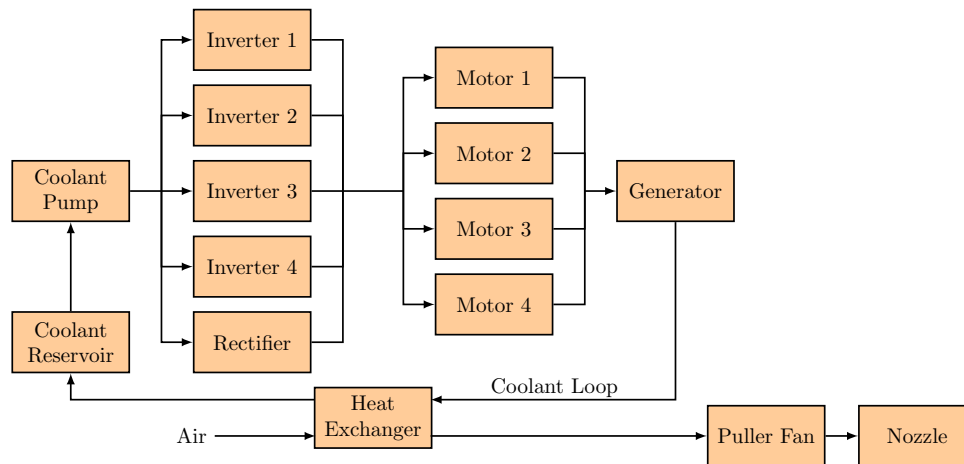 Inverter 1
Inverter 2
Inverter 3
Inverter 4
Rectifier
Motor 1
Motor 2
Motor 3
Motor 4
Coolant
Pump
Generator
Coolant
Reservoir
Coolant Loop
Heat
Exchanger
Air
Puller Fan
Nozzle